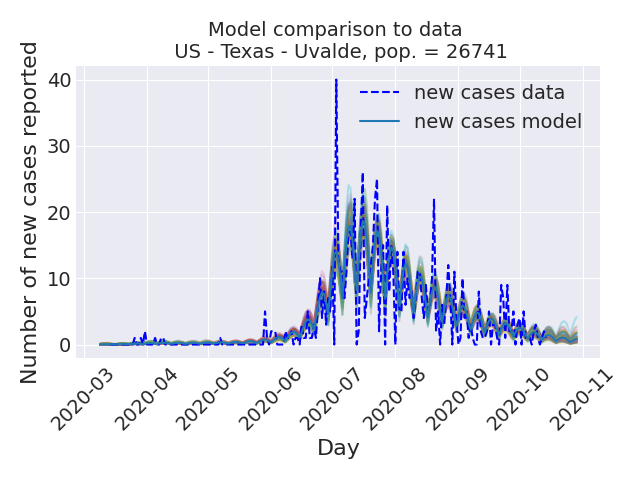 Model comparison to data
US - Texas - Uvalde, pop. = 26741
Number of new cases reported
40
30
20
10
0
new cases data
new cases model
2020-03
2020-04
2020-05
2020-06
2020-07
2020-08
2020-09
2020-10
2020-11
Day